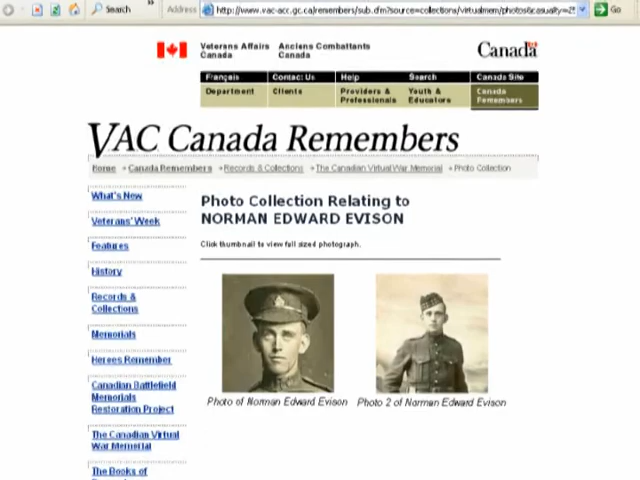 Search
»
Address
http://www.vac-acc.gc.ca/remembers/sub.cfm?source=collections/virtualmem/photos&casualty=2
Go
Veterans Affairs Canada
Anciens Combattants Canada
Canada
Français
Contact Us
Help
Search
Canada Site
Department
Clients
Providers & Professionals
Youth & Educators
Canada Remembers
VAC Canada Remembers
Home » Canada Remembers » Records & Collections » The Canadian Virtual War Memorial » Photo Collection
What's New
Veterans' Week
Features
History
Records &
Collections
Memorials
Heroes Remember
Canadian Battlefield
Memorials
Restoration Project
The Canadian Virtual
War Memorial
The Books of
Photo Collection Relating to
NORMAN EDWARD EVISON
Click thumbnail to view full sized photograph.
Photo of Norman Edward Evison
Photo 2 of Norman Edward Evison